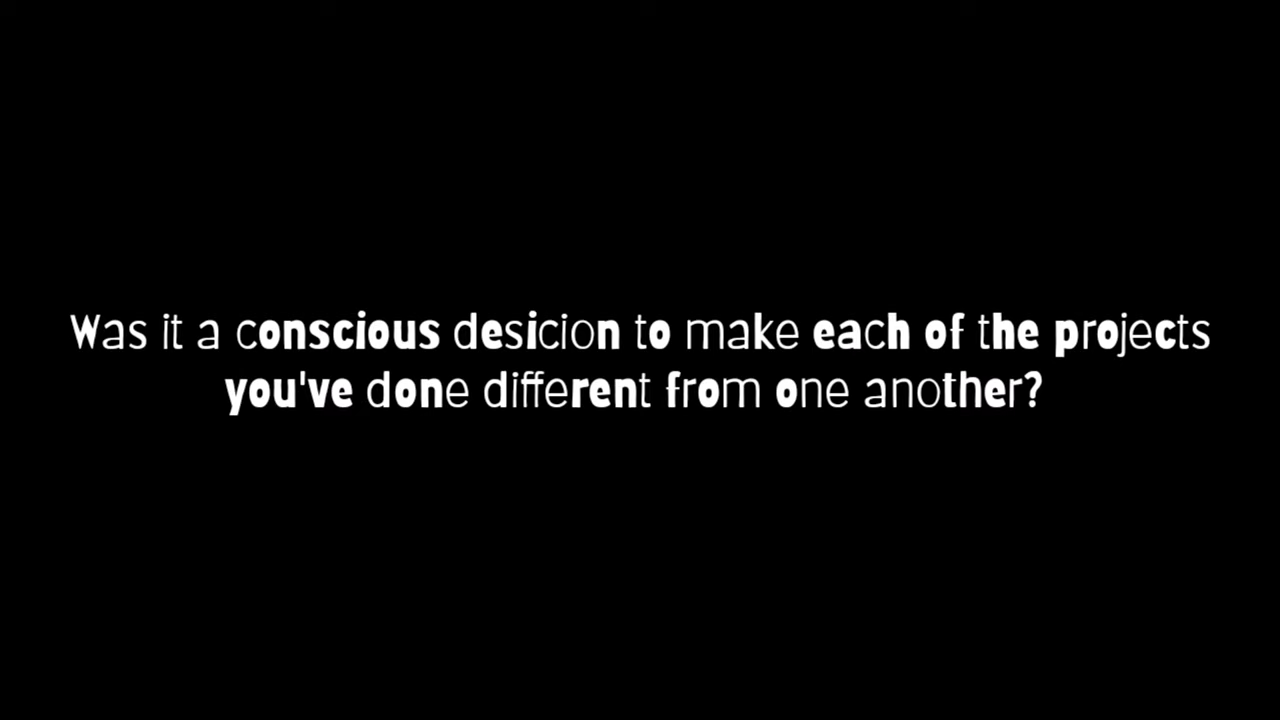 Was it a conscious desicion to make each of the projects
you've done different from one another?